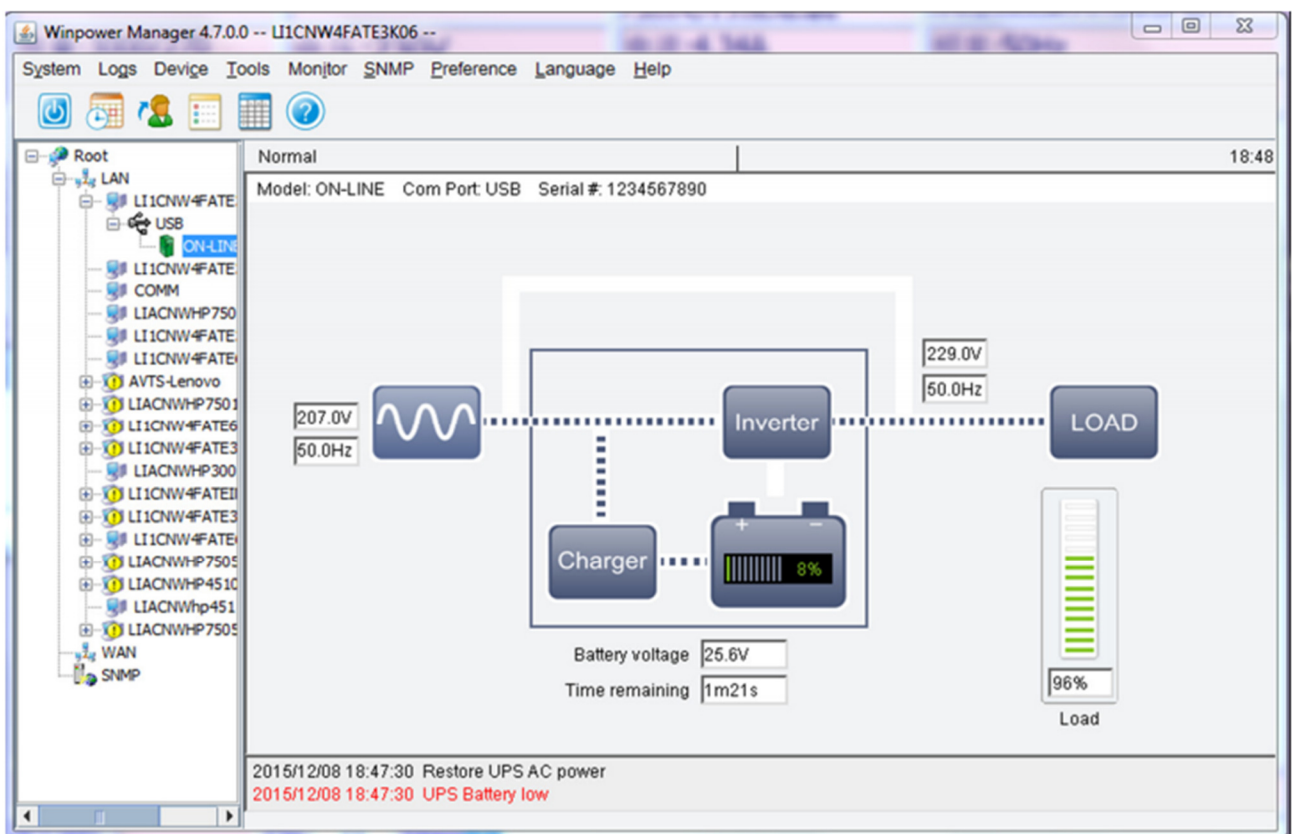 Winpower Manager 4.7.0.0 -- LI1CNW4FATE3K06 --
System Logs Device Tools Monitor SNMP Preference Language Help
Root
LAN
LI1CNW4FATE
USB
ON-LINE
LI1CNW4FATE
COMM
LIACNWHP750
LI1CNW4FATE
LI1CNW4FATE
AVTS-Lenovo
LIACNWHP7501
LI1CNW4FATE6
LI1CNW4FATE3
LIACNWHP300
LI1CNW4FATEII
LI1CNW4FATE3
LI1CNW4FATE
LIACNWHP7505
LIACNWHP4510
LIACNWhp451
LIACNWHP7505
WAN
SNMP
Normal 18:48
Model: ON-LINE Com Port: USB Serial #: 1234567890
229.0V
50.0Hz
207.0V
50.0Hz
Inverter
LOAD
Charger
+ −
8%
Battery voltage 25.6V
Time remaining 1m21s
96%
Load
2015/12/08 18:47:30 Restore UPS AC power
2015/12/08 18:47:30 UPS Battery low